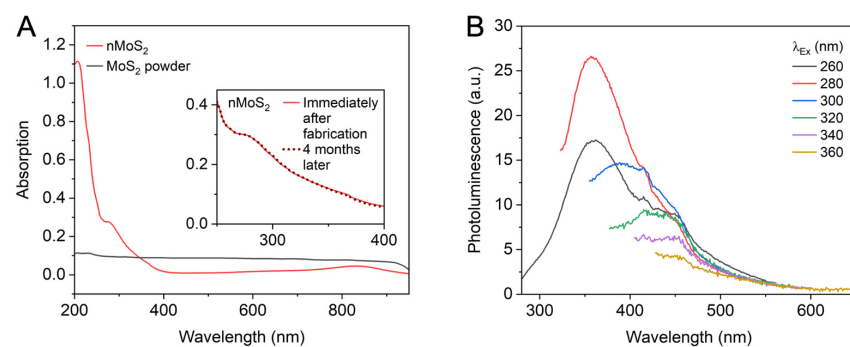 A
1.2
1.0
0.8
0.6
0.4
0.2
0.0
Absorption
nMoS₂
MoS₂ powder
200
400
600
800
Wavelength (nm)
0.4
0.2
0.0
nMoS₂
Immediately
after
fabrication
4 months
later
300
400
B
30
25
20
15
10
5
0
Photoluminescence (a.u.)
λEx (nm)
260
280
300
320
340
360
300
400
500
600
Wavelength (nm)